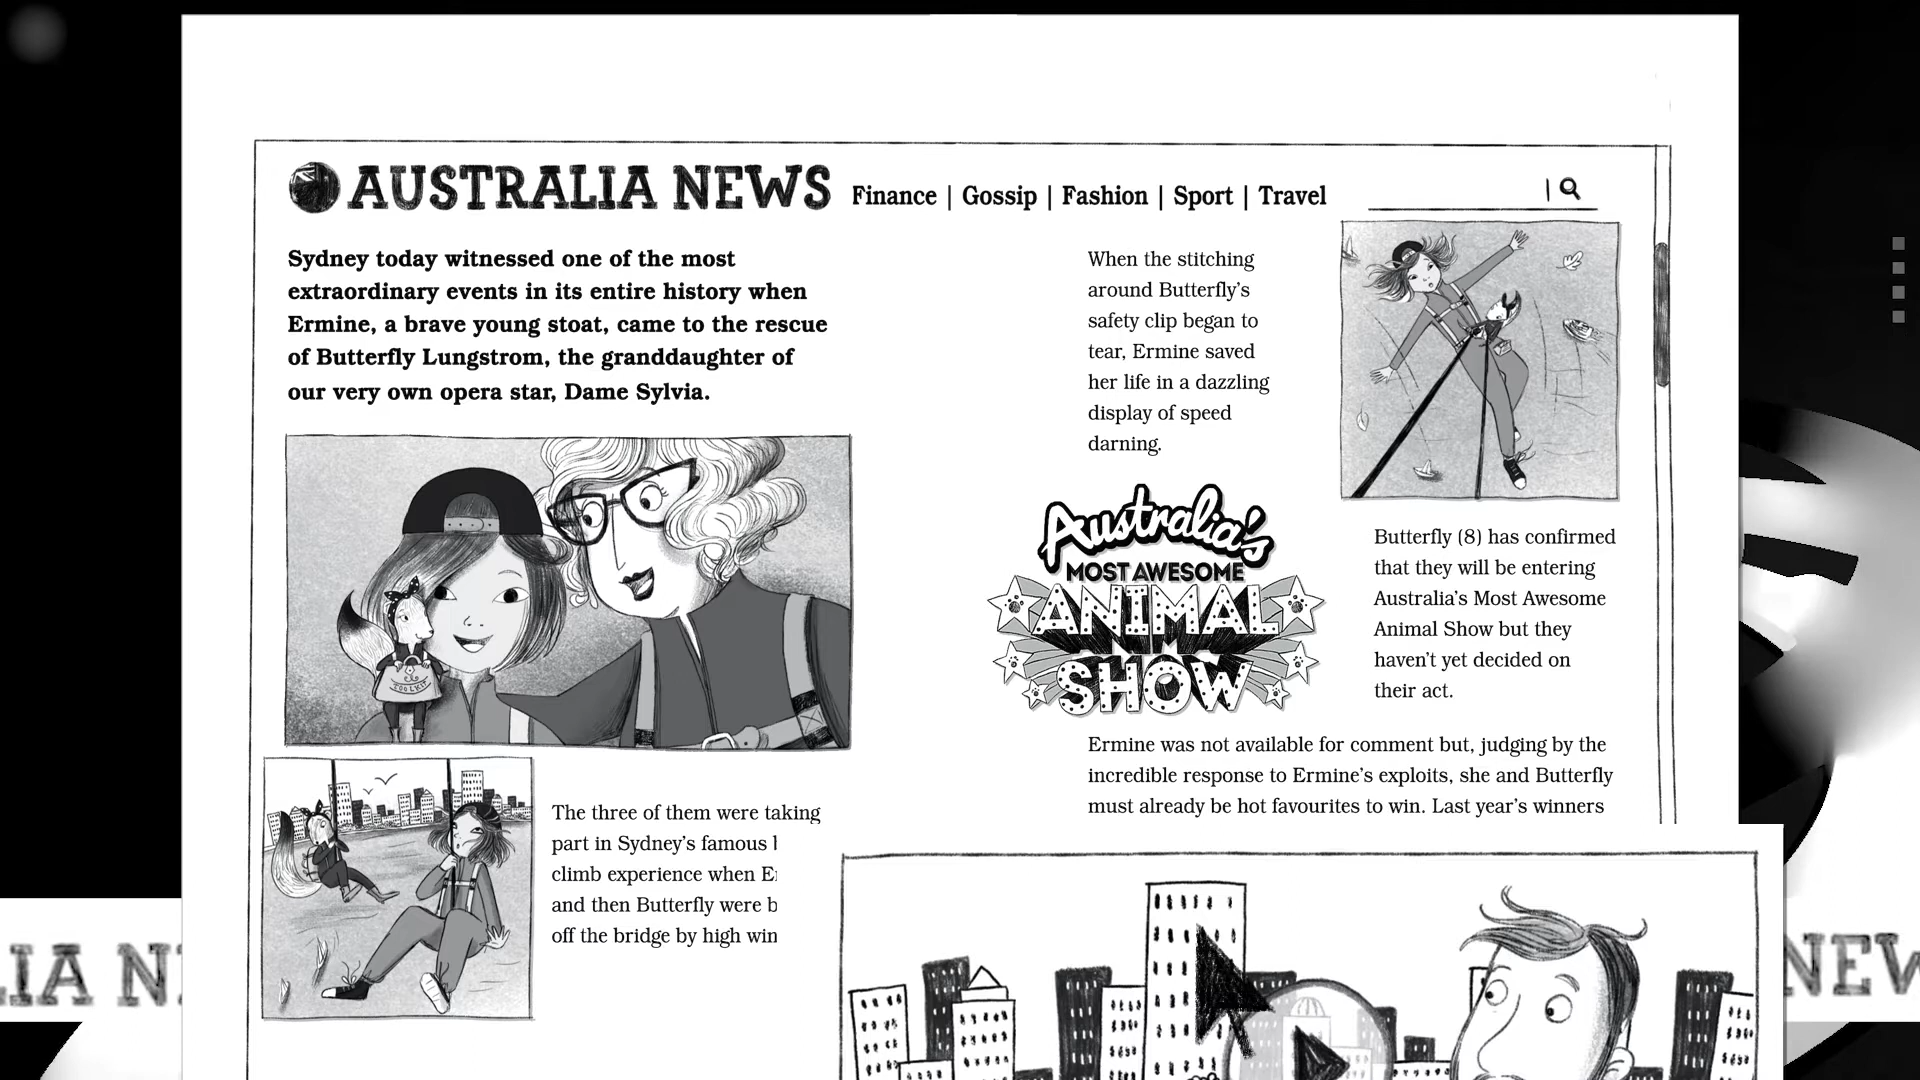 AUSTRALIA NEWS
Finance | Gossip | Fashion | Sport | Travel
Sydney today witnessed one of the most
extraordinary events in its entire history when
Ermine, a brave young stoat, came to the rescue
of Butterfly Lungstrom, the granddaughter of
our very own opera star, Dame Sylvia.
TOOLKIT
The three of them were taking
part in Sydney's famous
climb experience when
and then Butterfly were
off the bridge by high
When the stitching
around Butterfly's
safety clip began to
tear, Ermine saved
her life in a dazzling
display of speed
darning.
Australia's
MOST AWESOME
ANIMAL
SHOW
Butterfly (8) has confirmed
that they will be entering
Australia's Most Awesome
Animal Show but they
haven't yet decided on
their act.
Ermine was not available for comment but, judging by the
incredible response to Ermine's exploits, she and Butterfly
must already be hot favourites to win. Last year's winners